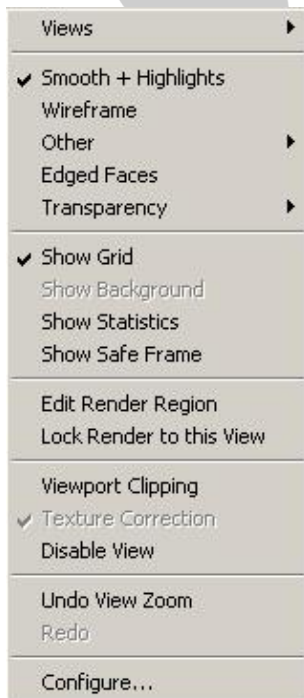 Views
Smooth + Highlights
Wireframe
Other
Edged Faces
Transparency
Show Grid
Show Background
Show Statistics
Show Safe Frame
Edit Render Region
Lock Render to this View
Viewport Clipping
Texture Correction
Disable View
Undo View Zoom
Redo
Configure...